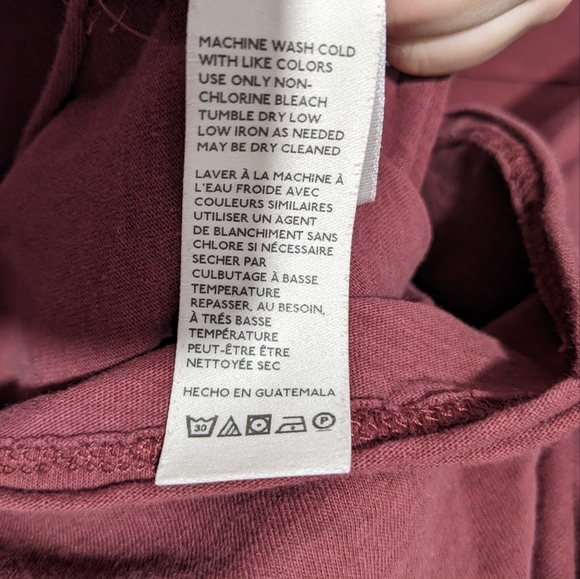 MACHINE WASH COLD
WITH LIKE COLORS
USE ONLY NON-
CHLORINE BLEACH
TUMBLE DRY LOW
LOW IRON AS NEEDED
MAY BE DRY CLEANED
LAVER À LA MACHINE À
L'EAU FROIDE AVEC
COULEURS SIMILAIRES
UTILISER UN AGENT
DE BLANCHIMENT SANS
CHLORE SI NÉCESSAIRE
SECHER PAR
CULBUTAGE À BASSE
TEMPERATURE
REPASSER, AU BESOIN,
À TRÉS BASSE
TEMPÉRATURE
PEUT-ÊTRE ÊTRE
NETTOYÉE SEC
HECHO EN GUATEMALA
30 P